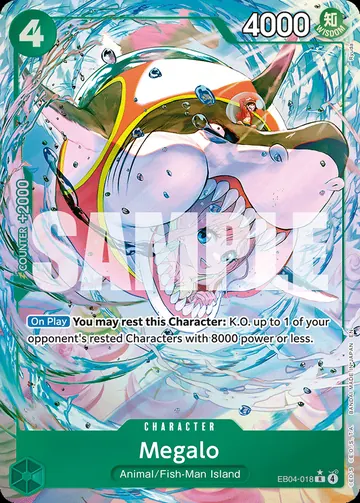 4
4000
知
WISDOM
COUNTER +2000
SAMPLE
On Play You may rest this Character: K.O. up to 1 of your
opponent's rested Characters with 8000 power or less.
CHARACTER
Megalo
Animal/Fish-Man Island
EB04-018 R 4